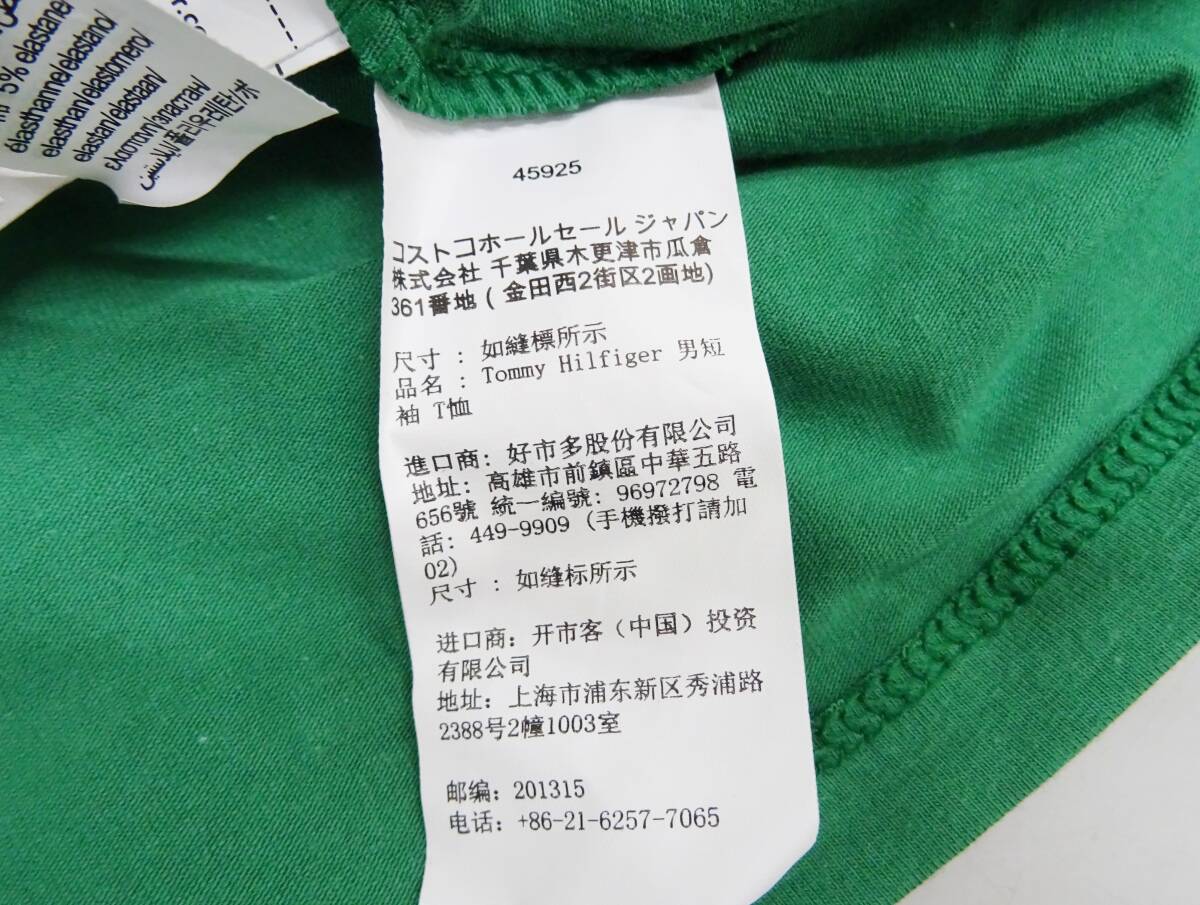 5% elastane/
élasthanne/elastano/
elasthan/elastomero/
elastan/elastaan/
ελαστάνη/эластан/
45925
コストコホールセール ジャパン
株式会社 千葉県木更津市瓜倉
361番地 ( 金田西2街区2画地)
尺寸 : 如縫標所示
品名 : Tommy Hilfiger 男短
袖 T恤
進口商: 好市多股份有限公司
地址: 高雄市前鎮區中華五路
656號 統一編號: 96972798 電
話: 449-9909 (手機撥打請加
02)
尺寸 : 如缝标所示
进口商: 开市客（中国）投资
有限公司
地址: 上海市浦东新区秀浦路
2388号2幢1003室
邮编: 201315
电话: +86-21-6257-7065